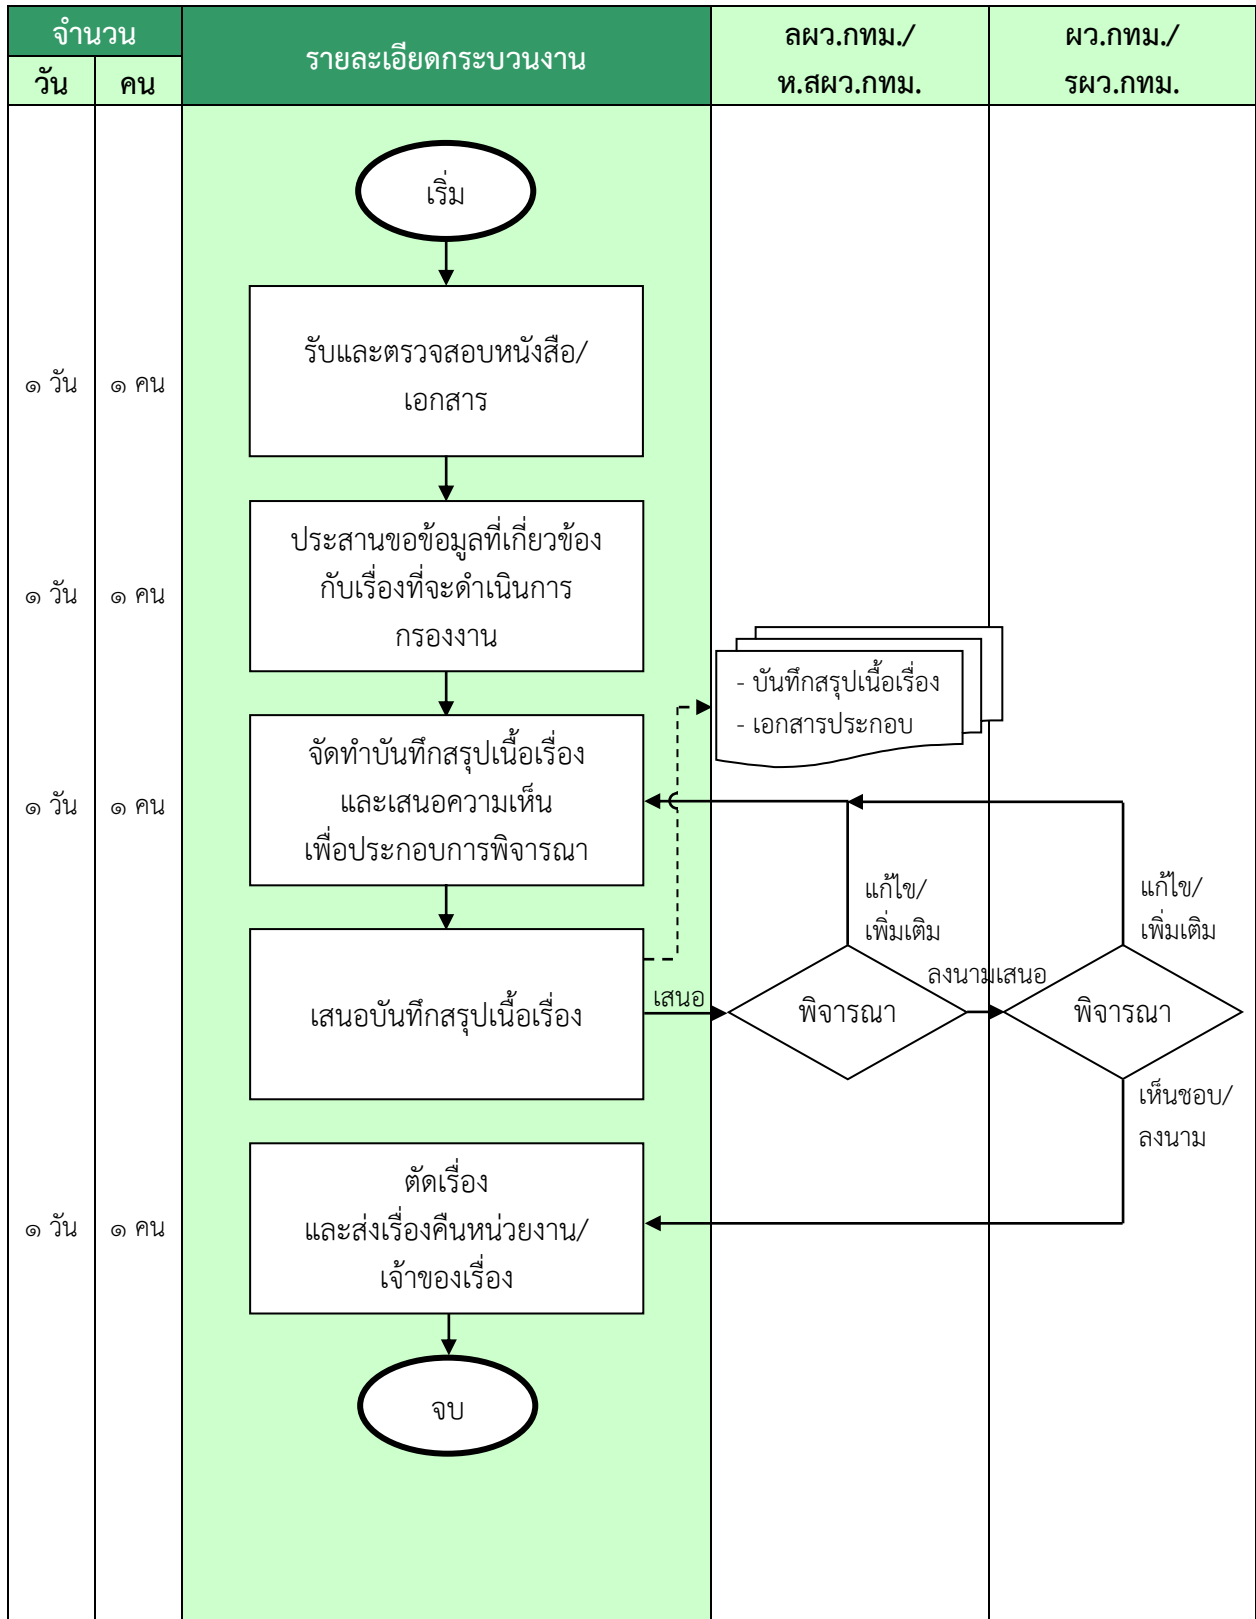 จำนวน
วัน
คน
รายละเอียดกระบวนงาน
ลผว.กทม./
ห.สผว.กทม.
ผว.กทม./
รผว.กทม.
เริ่ม
๑ วัน
๑ คน
รับและตรวจสอบหนังสือ/
เอกสาร
๑ วัน
๑ คน
ประสานขอข้อมูลที่เกี่ยวข้อง
กับเรื่องที่จะดำเนินการ
กรองงาน
- บันทึกสรุปเนื้อเรื่อง
- เอกสารประกอบ
๑ วัน
๑ คน
จัดทำบันทึกสรุปเนื้อเรื่อง
และเสนอความเห็น
เพื่อประกอบการพิจารณา
แก้ไข/
เพิ่มเติม
แก้ไข/
เพิ่มเติม
เสนอบันทึกสรุปเนื้อเรื่อง
เสนอ
พิจารณา
ลงนามเสนอ
พิจารณา
เห็นชอบ/
ลงนาม
๑ วัน
๑ คน
ตัดเรื่อง
และส่งเรื่องคืนหน่วยงาน/
เจ้าของเรื่อง
จบ